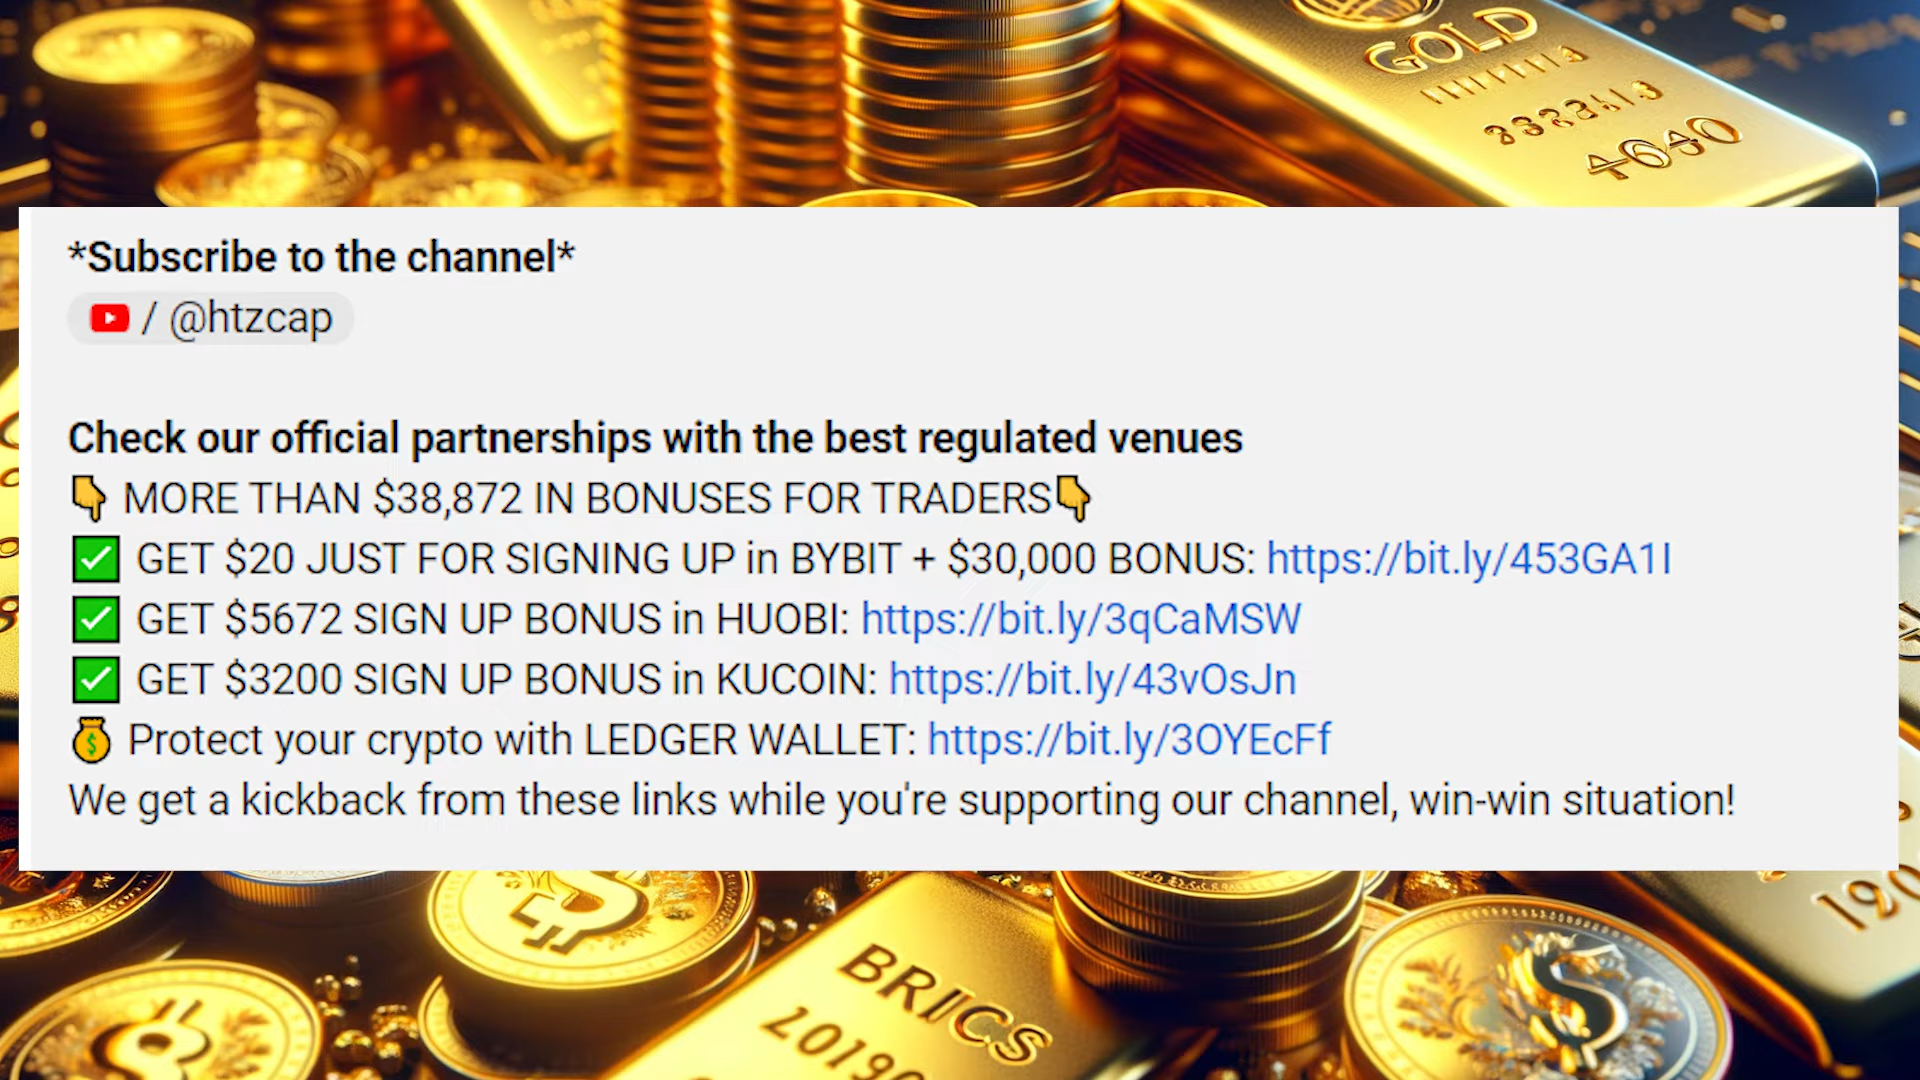 GOLD
*Subscribe to the channel*
/ @htzcap
Check our official partnerships with the best regulated venues
👇 MORE THAN $38,872 IN BONUSES FOR TRADERS👇
✅ GET $20 JUST FOR SIGNING UP in BYBIT + $30,000 BONUS: https://bit.ly/453GA1I
✅ GET $5672 SIGN UP BONUS in HUOBI: https://bit.ly/3qCaMSW
✅ GET $3200 SIGN UP BONUS in KUCOIN: https://bit.ly/43vOsJn
💰 Protect your crypto with LEDGER WALLET: https://bit.ly/3OYEcFf
We get a kickback from these links while you're supporting our channel, win-win situation!
190
BRICS